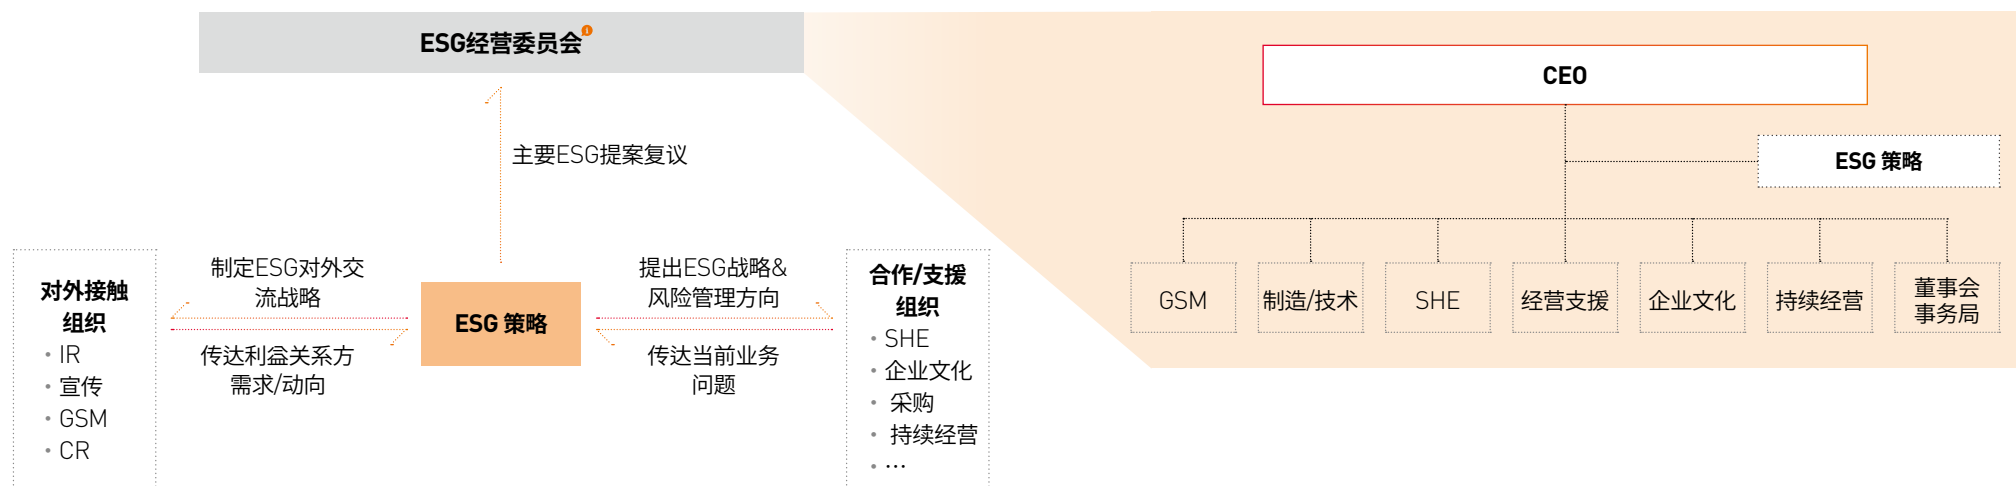 ESG经营委员会
主要ESG提案复议
对外接触
组织
· IR
· 宣传
· GSM
· CR
制定ESG对外交
流战略
传达利益关系方
需求/动向
ESG 策略
提出ESG战略&
风险管理方向
传达当前业务
问题
合作/支援
组织
· SHE
· 企业文化
· 采购
· 持续经营
· …
CEO
ESG 策略
GSM
制造/技术
SHE
经营支援
企业文化
持续经营
董事会
事务局